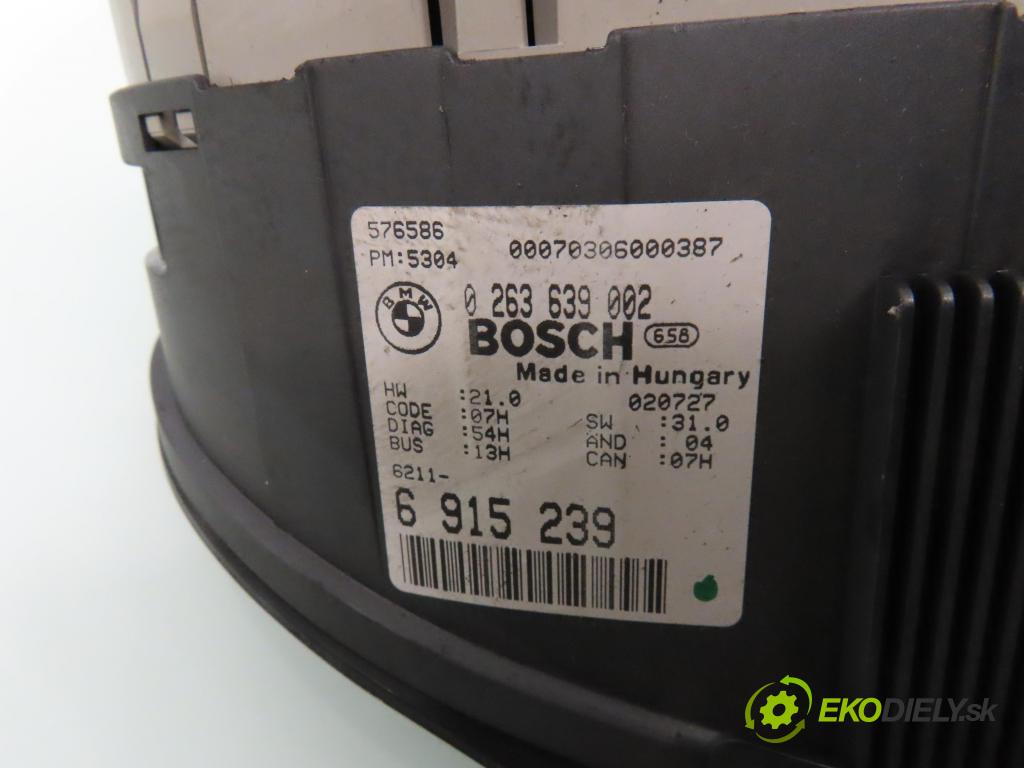 576586
PM:5304
00070306000387
BMW
0 263 639 002
BOSCH 658
Made in Hungary
HW :21.0 020727
CODE :07H SW :31.0
DIAG :54H AND : 04
BUS :13H CAN :07H
6211-
6 915 239
EKODIELY.sk